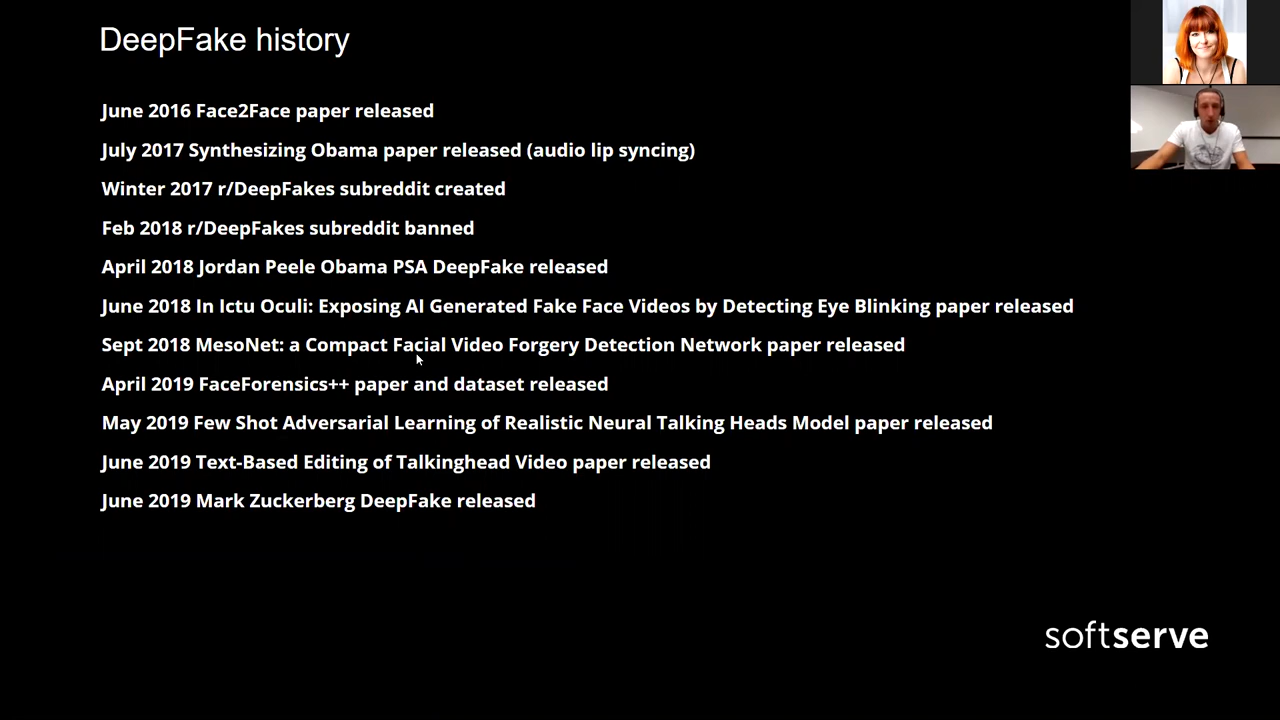 DeepFake history
June 2016 Face2Face paper released
July 2017 Synthesizing Obama paper released (audio lip syncing)
Winter 2017 r/DeepFakes subreddit created
Feb 2018 r/DeepFakes subreddit banned
April 2018 Jordan Peele Obama PSA DeepFake released
June 2018 In Ictu Oculi: Exposing AI Generated Fake Face Videos by Detecting Eye Blinking paper released
Sept 2018 MesoNet: a Compact Facial Video Forgery Detection Network paper released
April 2019 FaceForensics++ paper and dataset released
May 2019 Few Shot Adversarial Learning of Realistic Neural Talking Heads Model paper released
June 2019 Text-Based Editing of Talkinghead Video paper released
June 2019 Mark Zuckerberg DeepFake released
softserve